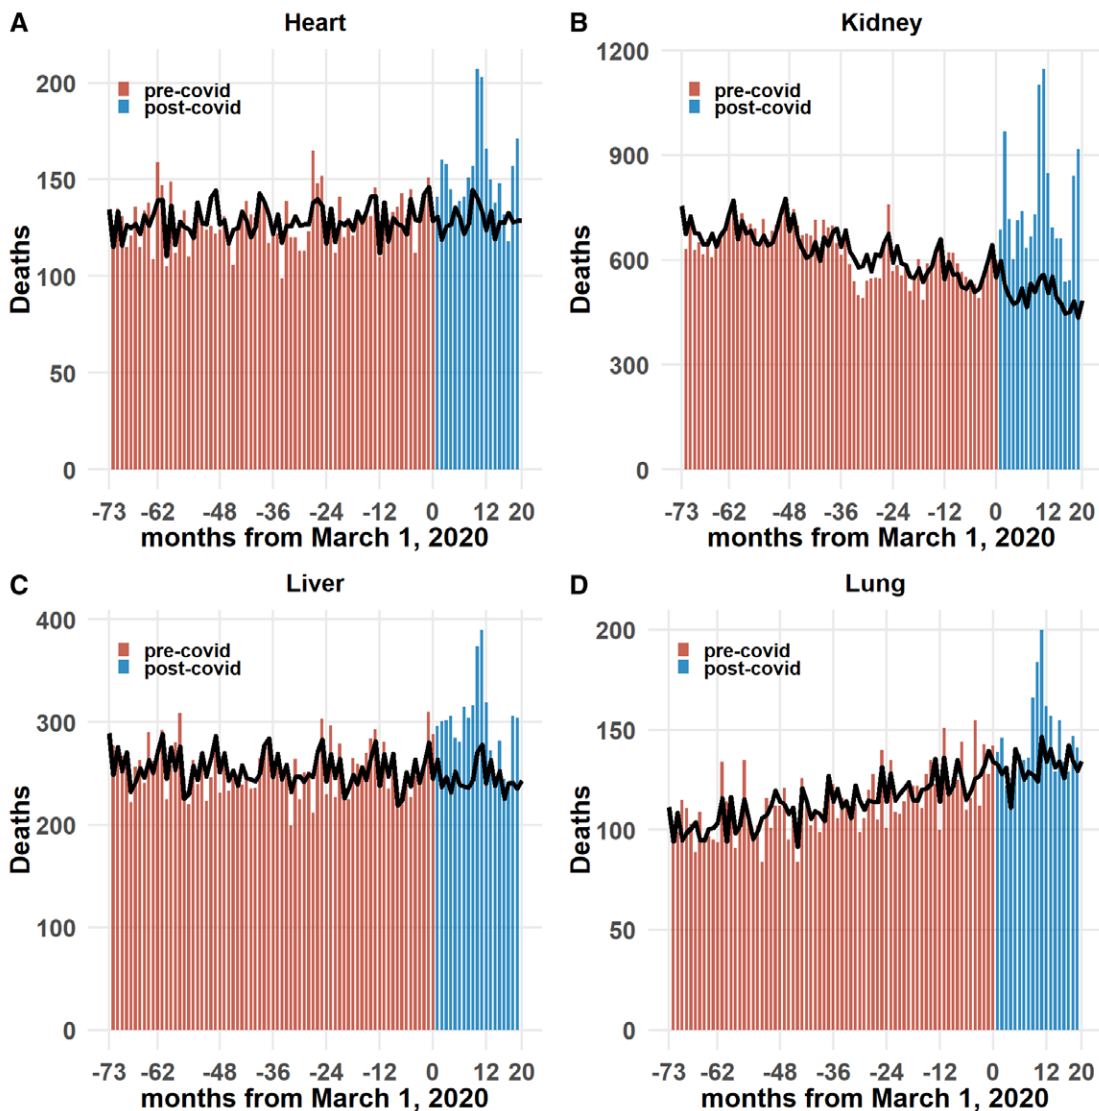 A
Heart
Deaths
200
150
100
50
0
pre-covid
post-covid
-73 -62 -48 -36 -24 -12 0 12 20
months from March 1, 2020
B
Kidney
Deaths
1200
900
600
300
0
pre-covid
post-covid
-73 -62 -48 -36 -24 -12 0 12 20
months from March 1, 2020
C
Liver
Deaths
400
300
200
100
0
pre-covid
post-covid
-73 -62 -48 -36 -24 -12 0 12 20
months from March 1, 2020
D
Lung
Deaths
200
150
100
50
0
pre-covid
post-covid
-73 -62 -48 -36 -24 -12 0 12 20
months from March 1, 2020